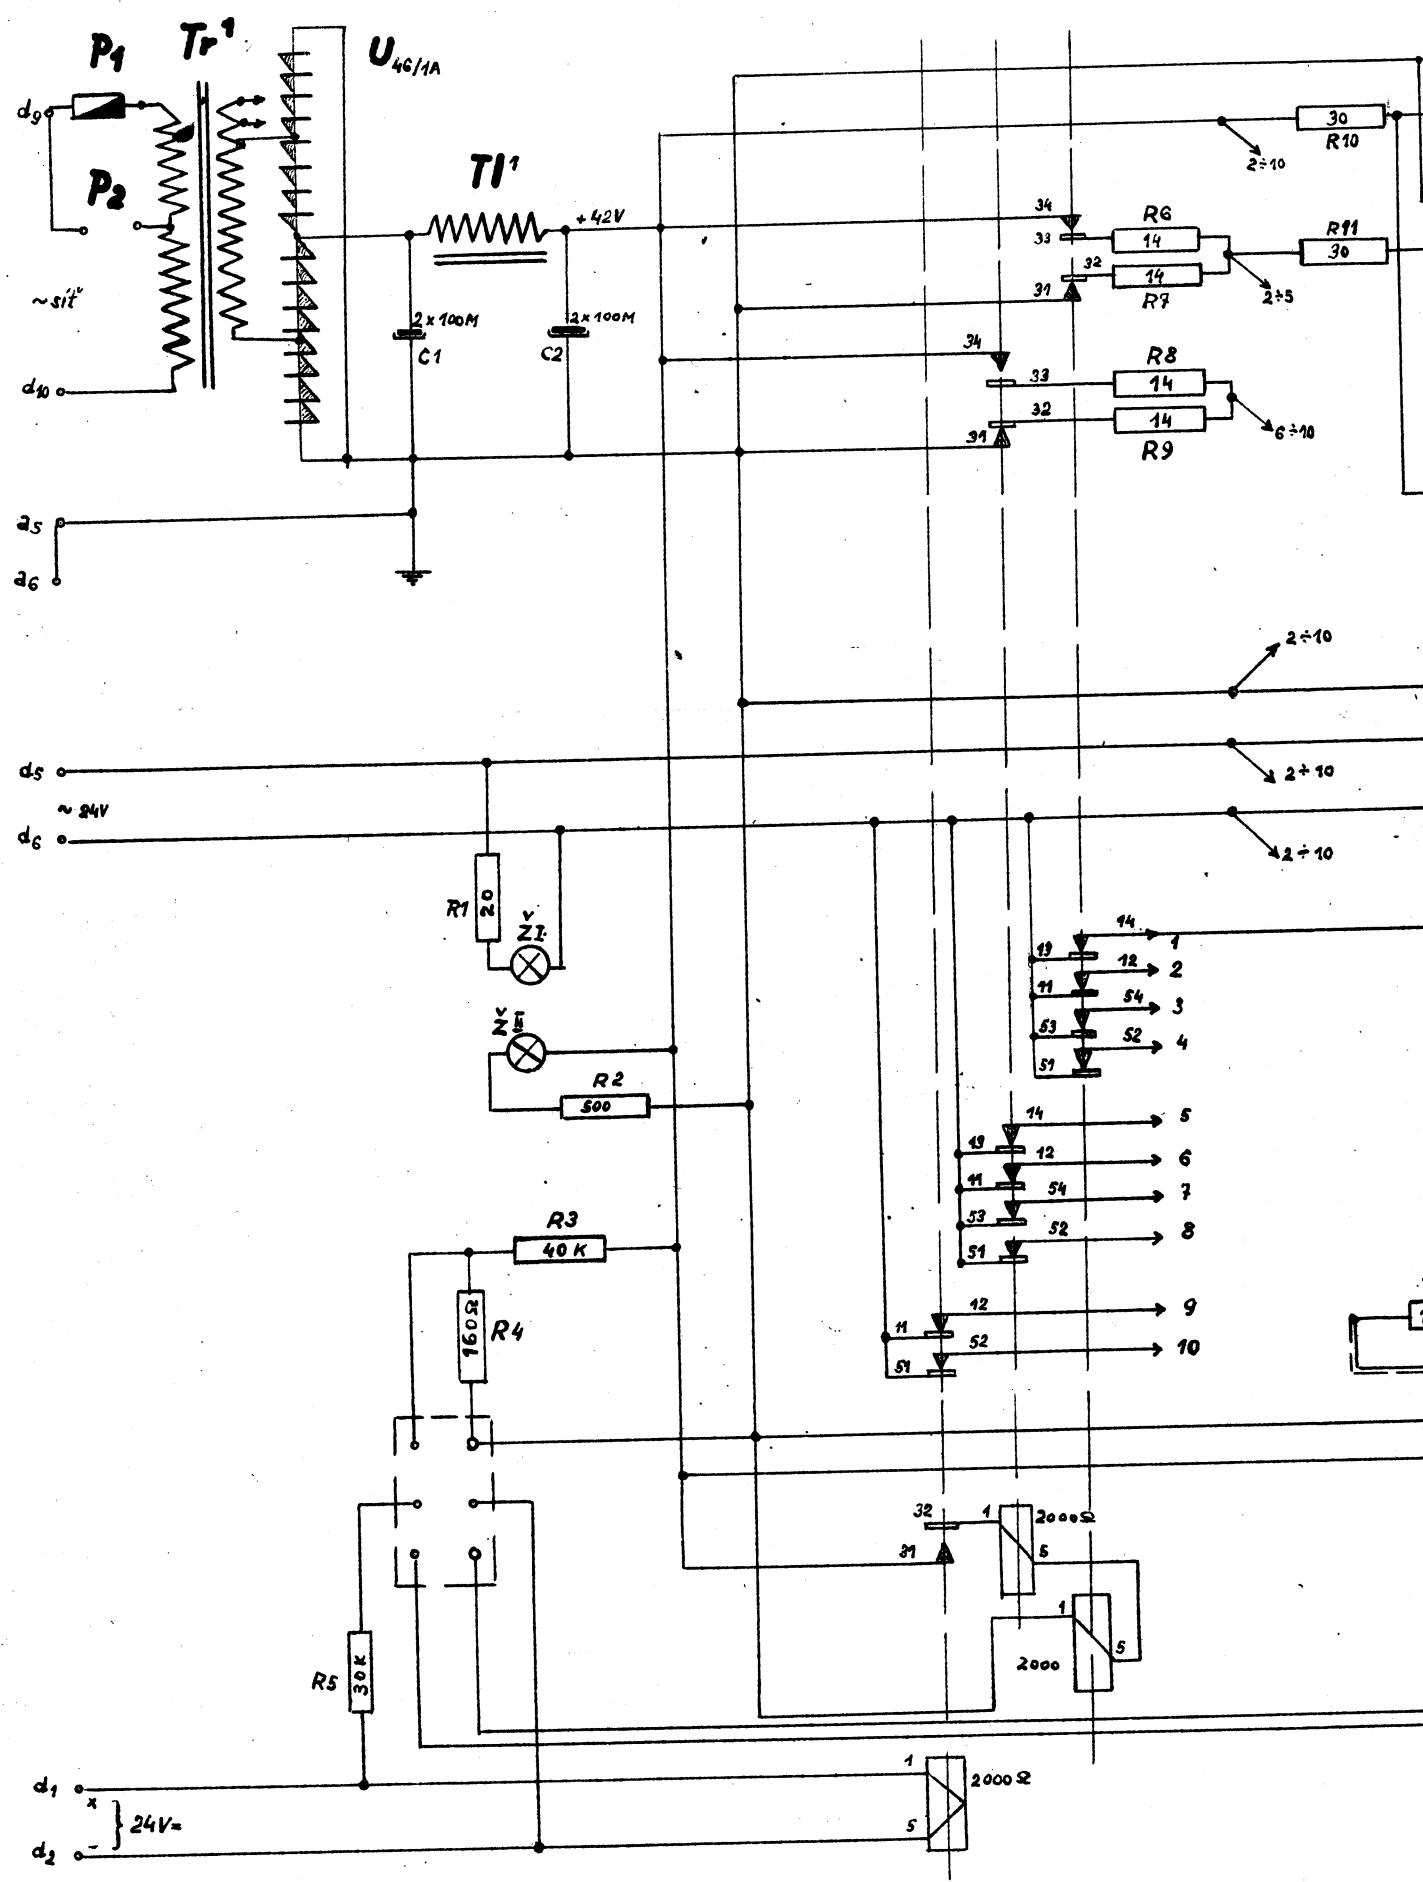 P1
Tr1
U46/1A
d9
P2
Tl1
+42V
30
R10
2÷10
34
R6
33
14
R11
30
32
14
31
R7
2÷5
~síť
2×100M
C1
2×100M
C2
34
R8
33
14
d10
32
14
31
R9
6÷10
a5
a6
2÷10
d5
2÷10
~24V
d6
2÷10
R1
20
ŽI.
14
1
13
12
2
11
54
3
53
52
4
51
ŽII
R2
500
14
5
13
12
6
11
54
7
53
52
8
51
R3
40K
160Ω
R4
12
9
11
52
10
51
32
1
2000Ω
31
5
1
2000
5
R5
30K
d1
+
1
2000Ω
} 24V=
-
5
d2